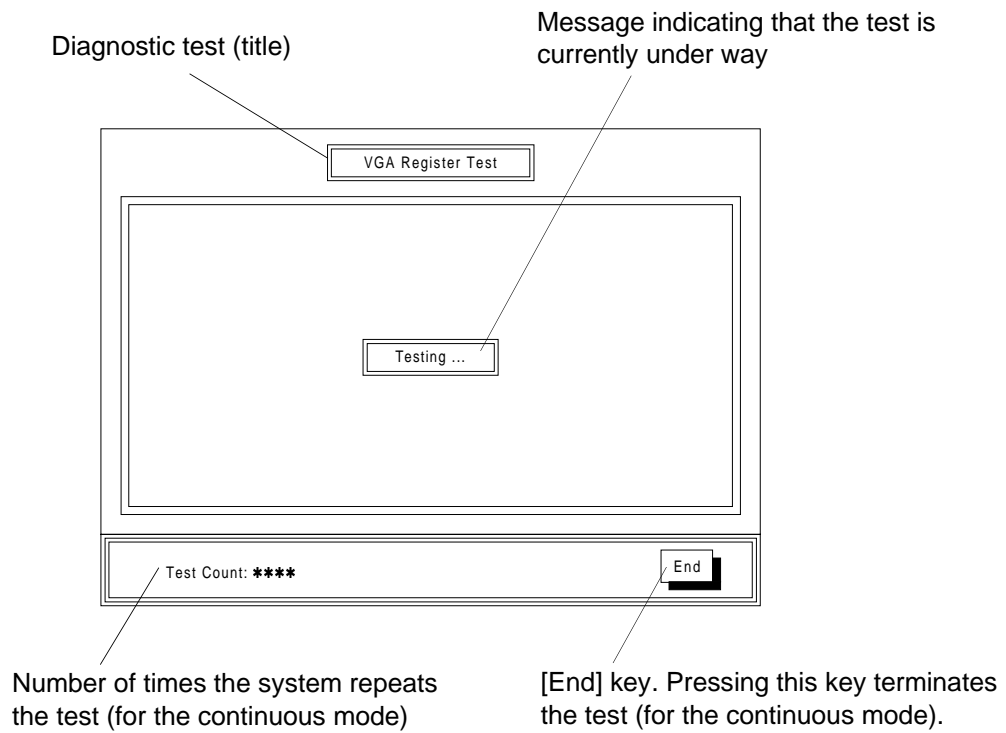 Message indicating that the test is
currently under way
Diagnostic test (title)
VGA Register Test
Testing ...
Test Count: ****
End
Number of times the system repeats
the test (for the continuous mode)
[End] key. Pressing this key terminates
the test (for the continuous mode).